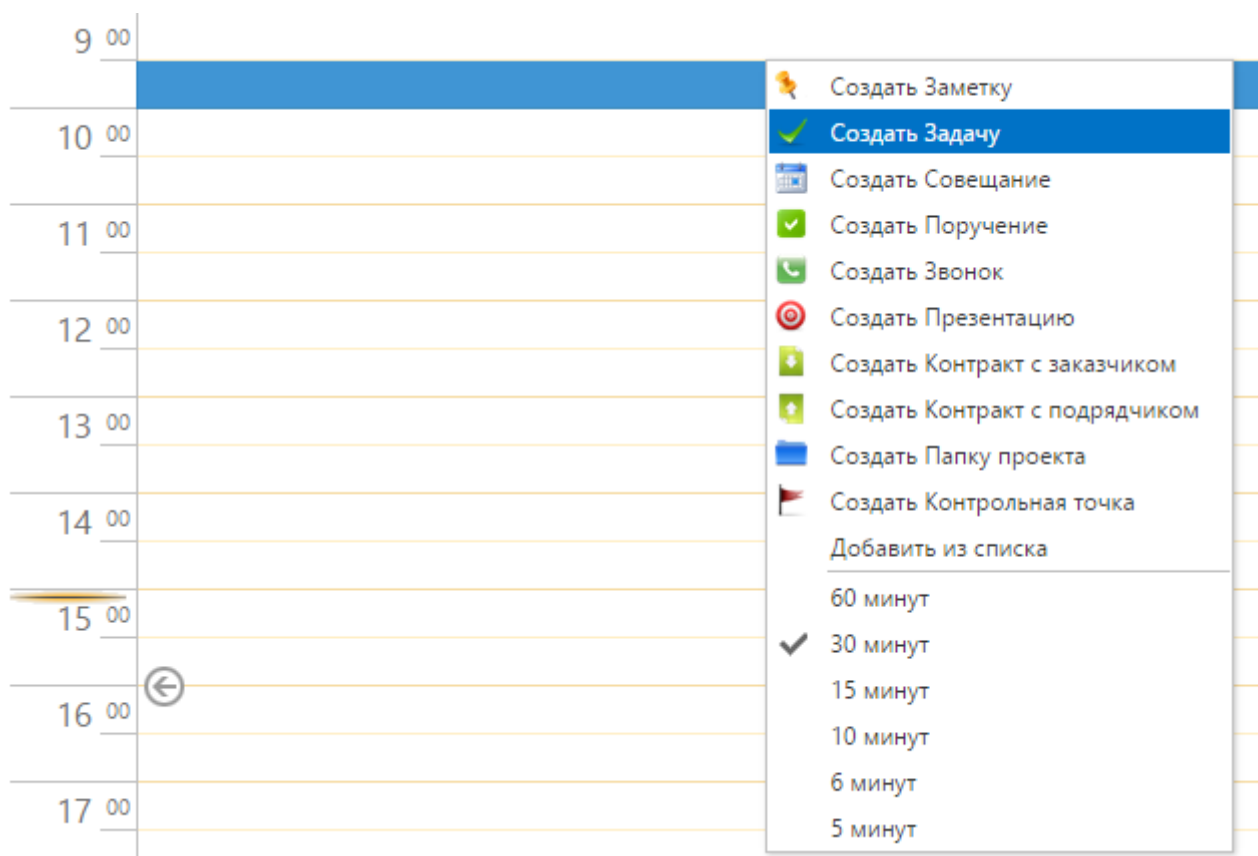 9 00
Создать Заметку
10 00 Создать Задачу
Создать Совещание
11 00 Создать Поручение
Создать Звонок
12 00 Создать Презентацию
Создать Контракт с заказчиком
13 00 Создать Контракт с подрядчиком
Создать Папку проекта
14 00 Создать Контрольная точка
Добавить из списка
15 00 60 минут
30 минут
16 00 15 минут
10 минут
17 00 6 минут
5 минут